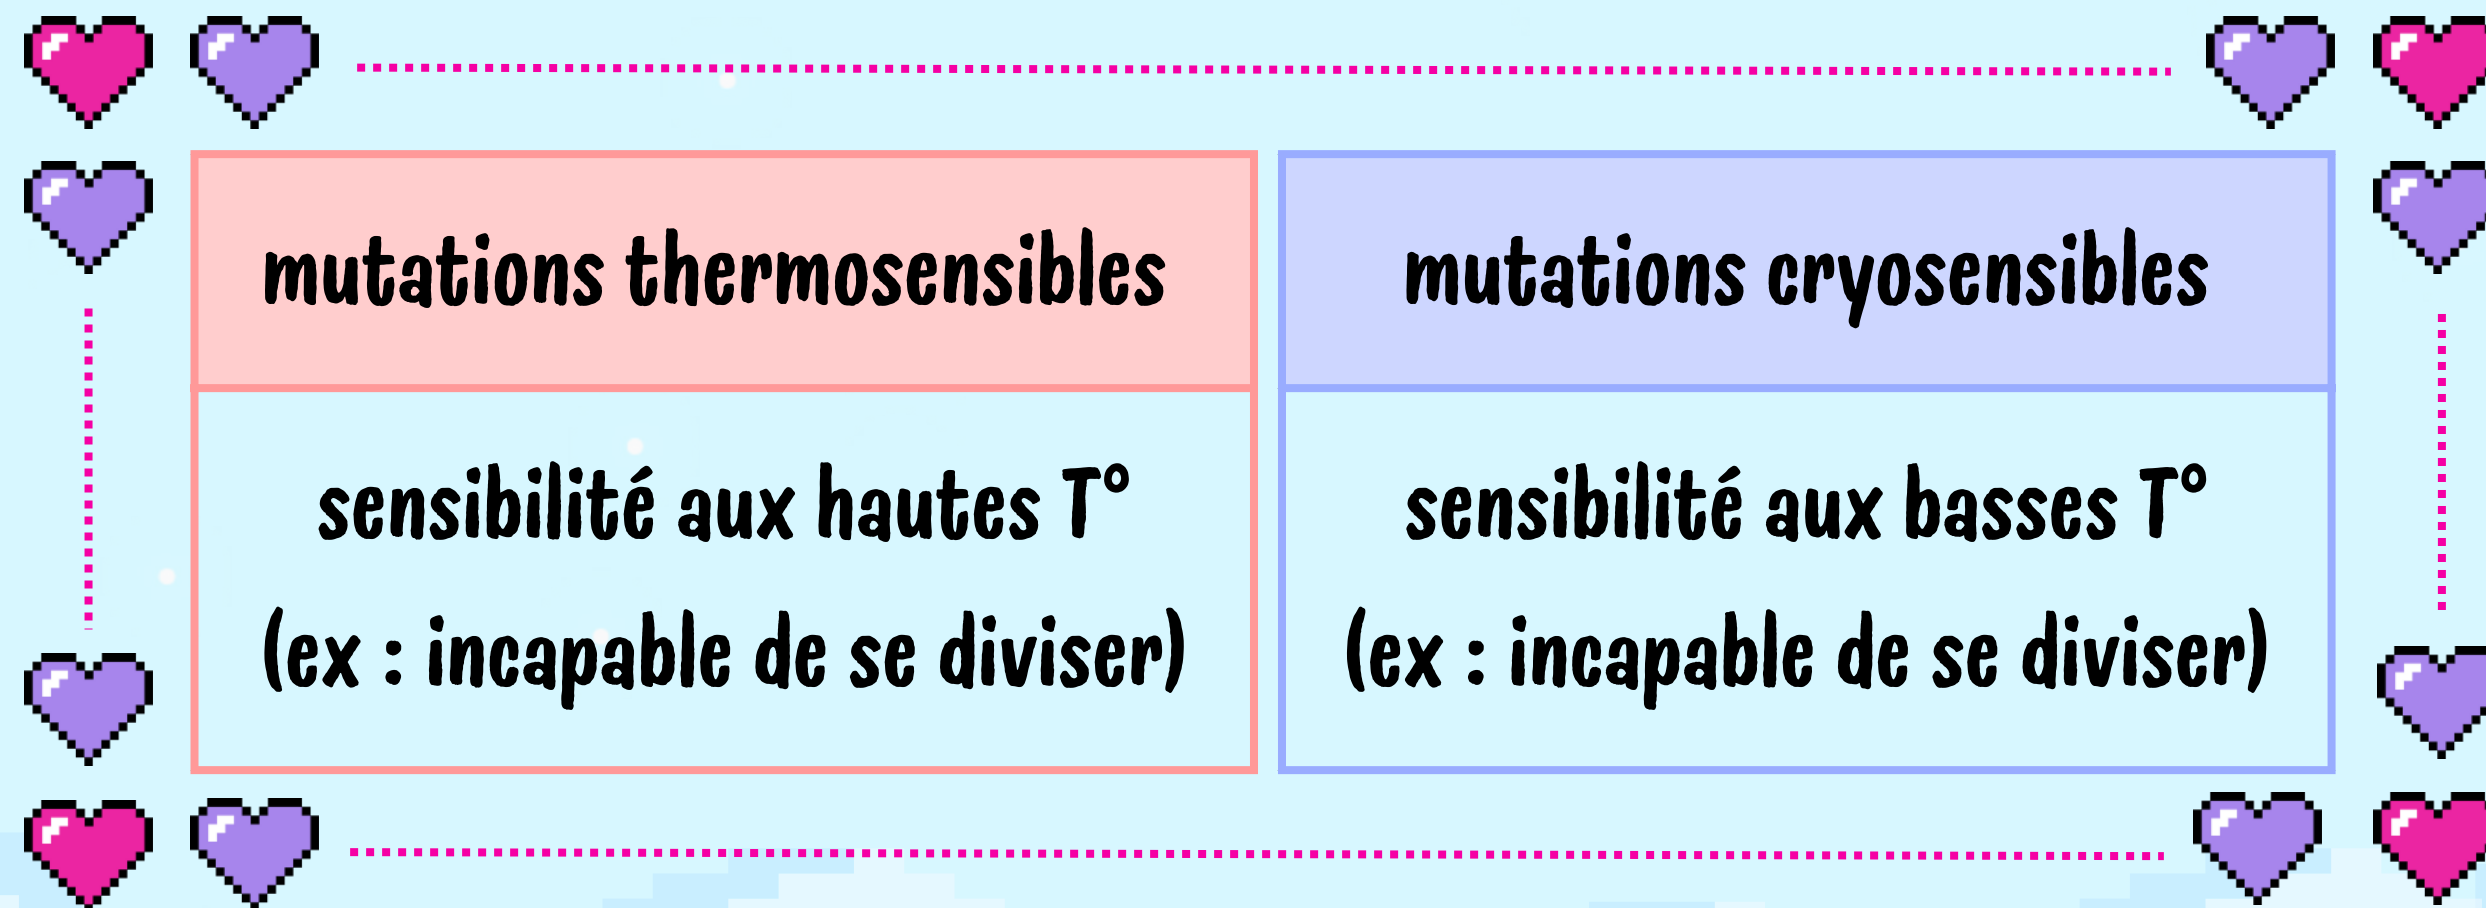 mutations thermosensibles
sensibilité aux hautes T°
(ex : incapable de se diviser)
mutations cryosensibles
sensibilité aux basses T°
(ex : incapable de se diviser)